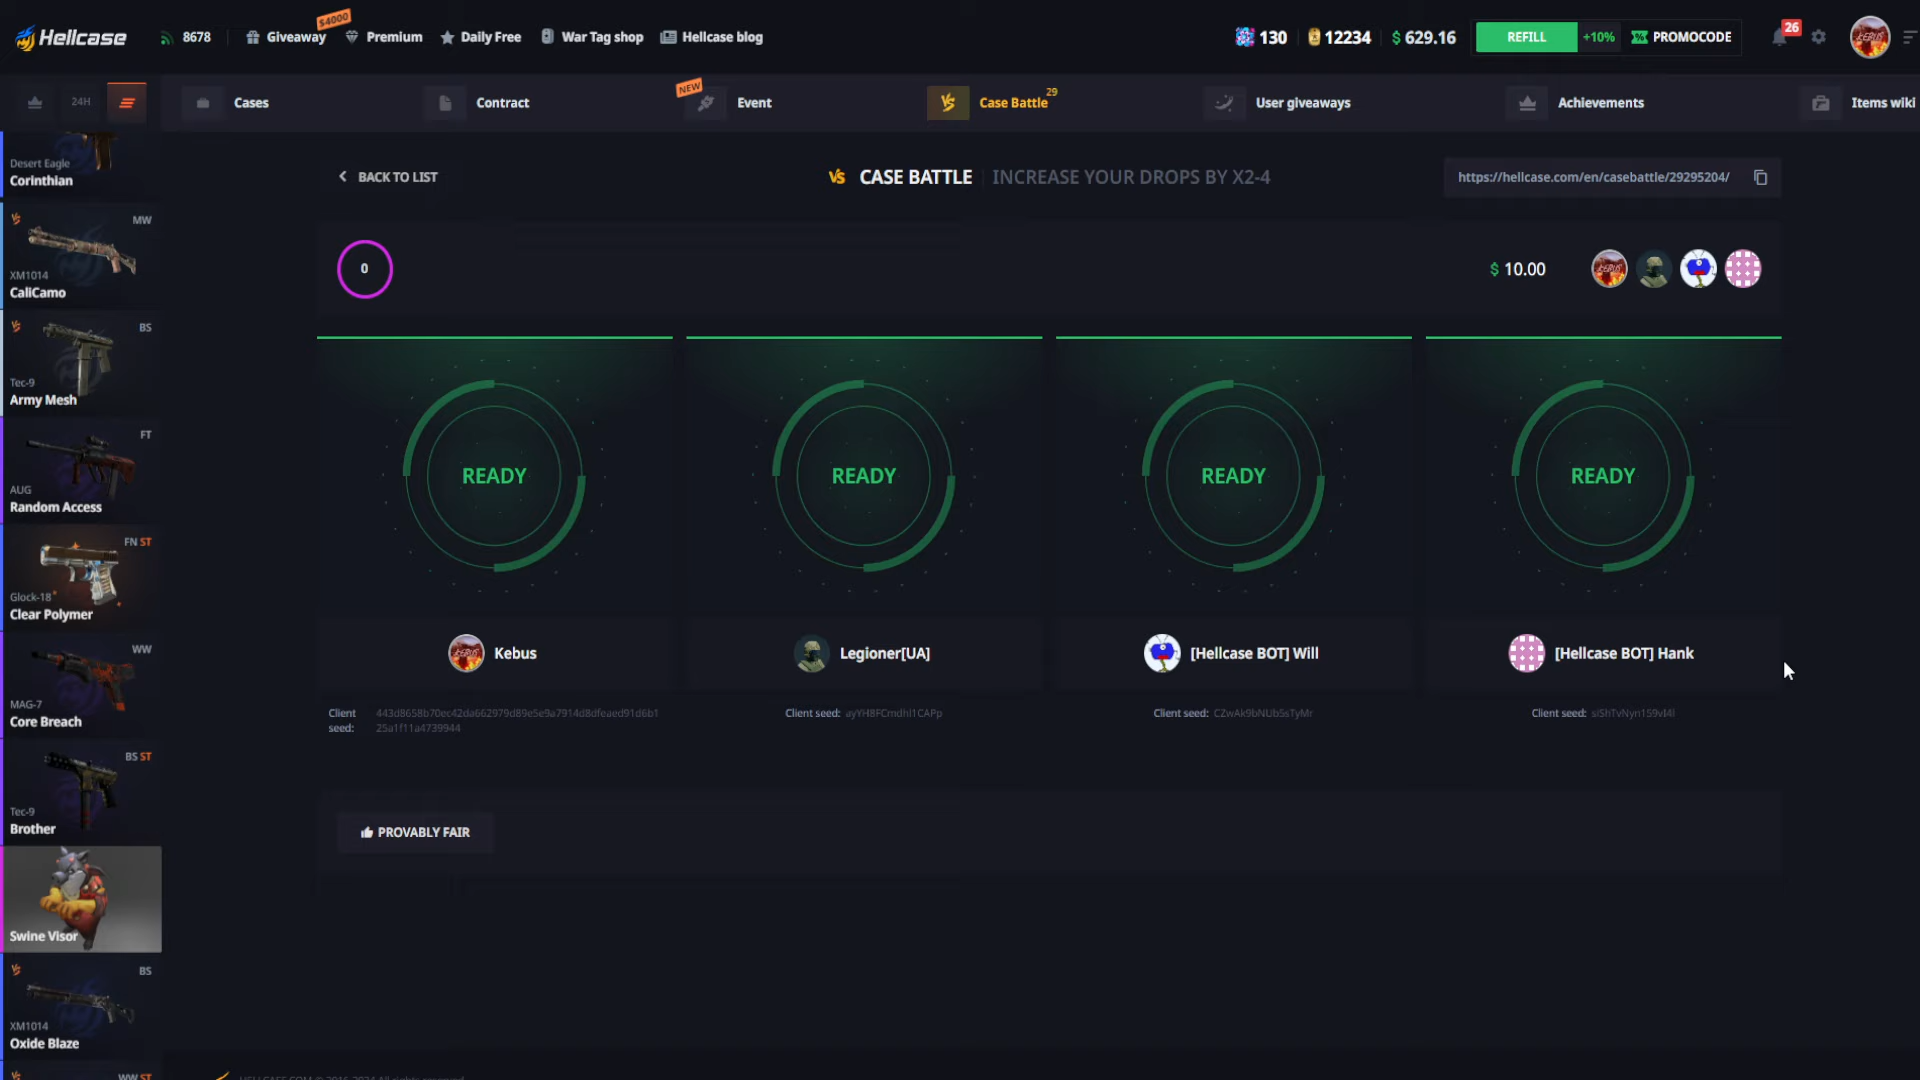 Hellcase
8678
Giveaway
$4000
Premium
Daily Free
War Tag shop
Hellcase blog
130
12234
$ 629.16
REFILL
+10%
PROMOCODE
26
24H
Cases
Contract
NEW
Event
Case Battle
29
User giveaways
Achievements
Items wiki
BACK TO LIST
VS CASE BATTLE
INCREASE YOUR DROPS BY X2-4
https://hellcase.com/en/casebattle/29295204/
0
$ 10.00
READY
READY
READY
READY
Kebus
Legioner[UA]
[Hellcase BOT] Will
[Hellcase BOT] Hank
Client seed:
443d8658b70ec42da662979d89e5e9a7914d8dfeaed91d6b1
25a1f11a4739944
Client seed: ayYH8FCmdhl1CAPp
Client seed: CZwAk9bNUb5sTyMr
Client seed: siShTvNyn159vl4l
PROVABLY FAIR
Desert Eagle
Corinthian
MW
XM1014
CaliCamo
BS
Tec-9
Army Mesh
FT
AUG
Random Access
FN ST
Glock-18
Clear Polymer
WW
MAG-7
Core Breach
BS ST
Tec-9
Brother
Swine Visor
BS
XM1014
Oxide Blaze
WW ST